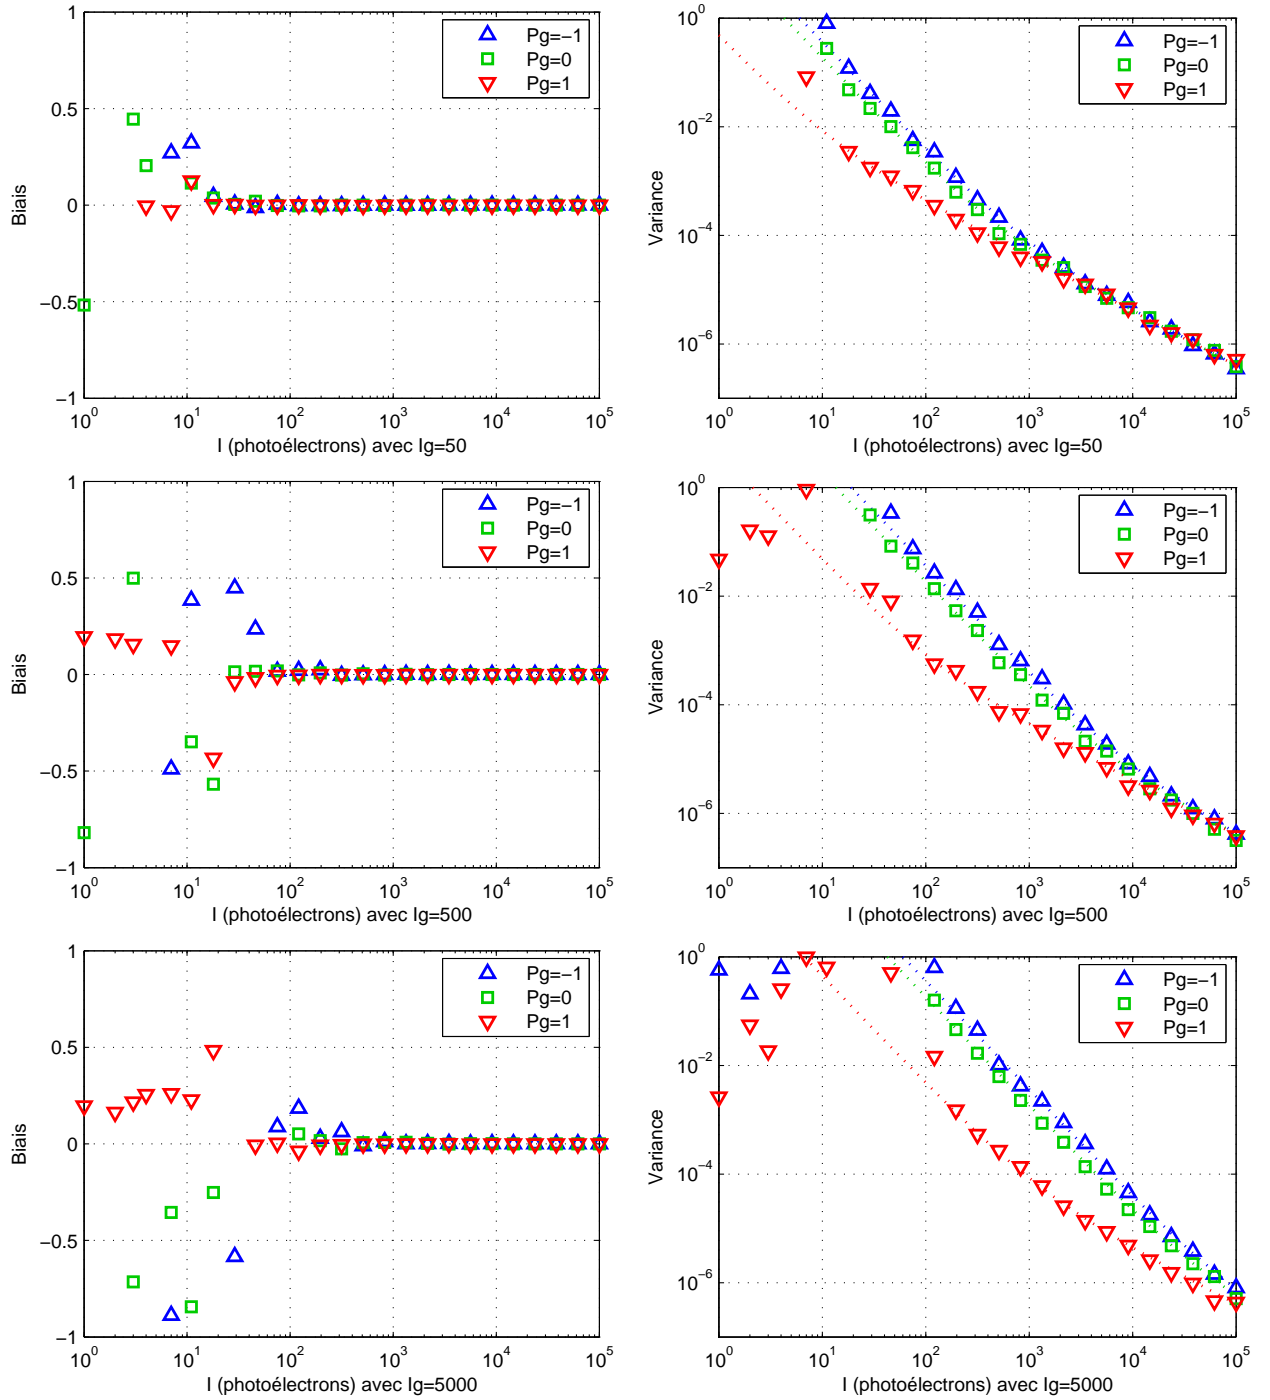 1
0.5
0
−0.5
−1
Biais
10^0 10^1 10^2 10^3 10^4 10^5
I (photoélectrons) avec Ig=50
Pg=−1
Pg=0
Pg=1
10^0
10^−2
10^−4
10^−6
Variance
10^0 10^1 10^2 10^3 10^4 10^5
I (photoélectrons) avec Ig=50
Pg=−1
Pg=0
Pg=1
1
0.5
0
−0.5
−1
Biais
10^0 10^1 10^2 10^3 10^4 10^5
I (photoélectrons) avec Ig=500
Pg=−1
Pg=0
Pg=1
10^0
10^−2
10^−4
10^−6
Variance
10^0 10^1 10^2 10^3 10^4 10^5
I (photoélectrons) avec Ig=500
Pg=−1
Pg=0
Pg=1
1
0.5
0
−0.5
−1
Biais
10^0 10^1 10^2 10^3 10^4 10^5
I (photoélectrons) avec Ig=5000
Pg=−1
Pg=0
Pg=1
10^0
10^−2
10^−4
10^−6
Variance
10^0 10^1 10^2 10^3 10^4 10^5
I (photoélectrons) avec Ig=5000
Pg=−1
Pg=0
Pg=1